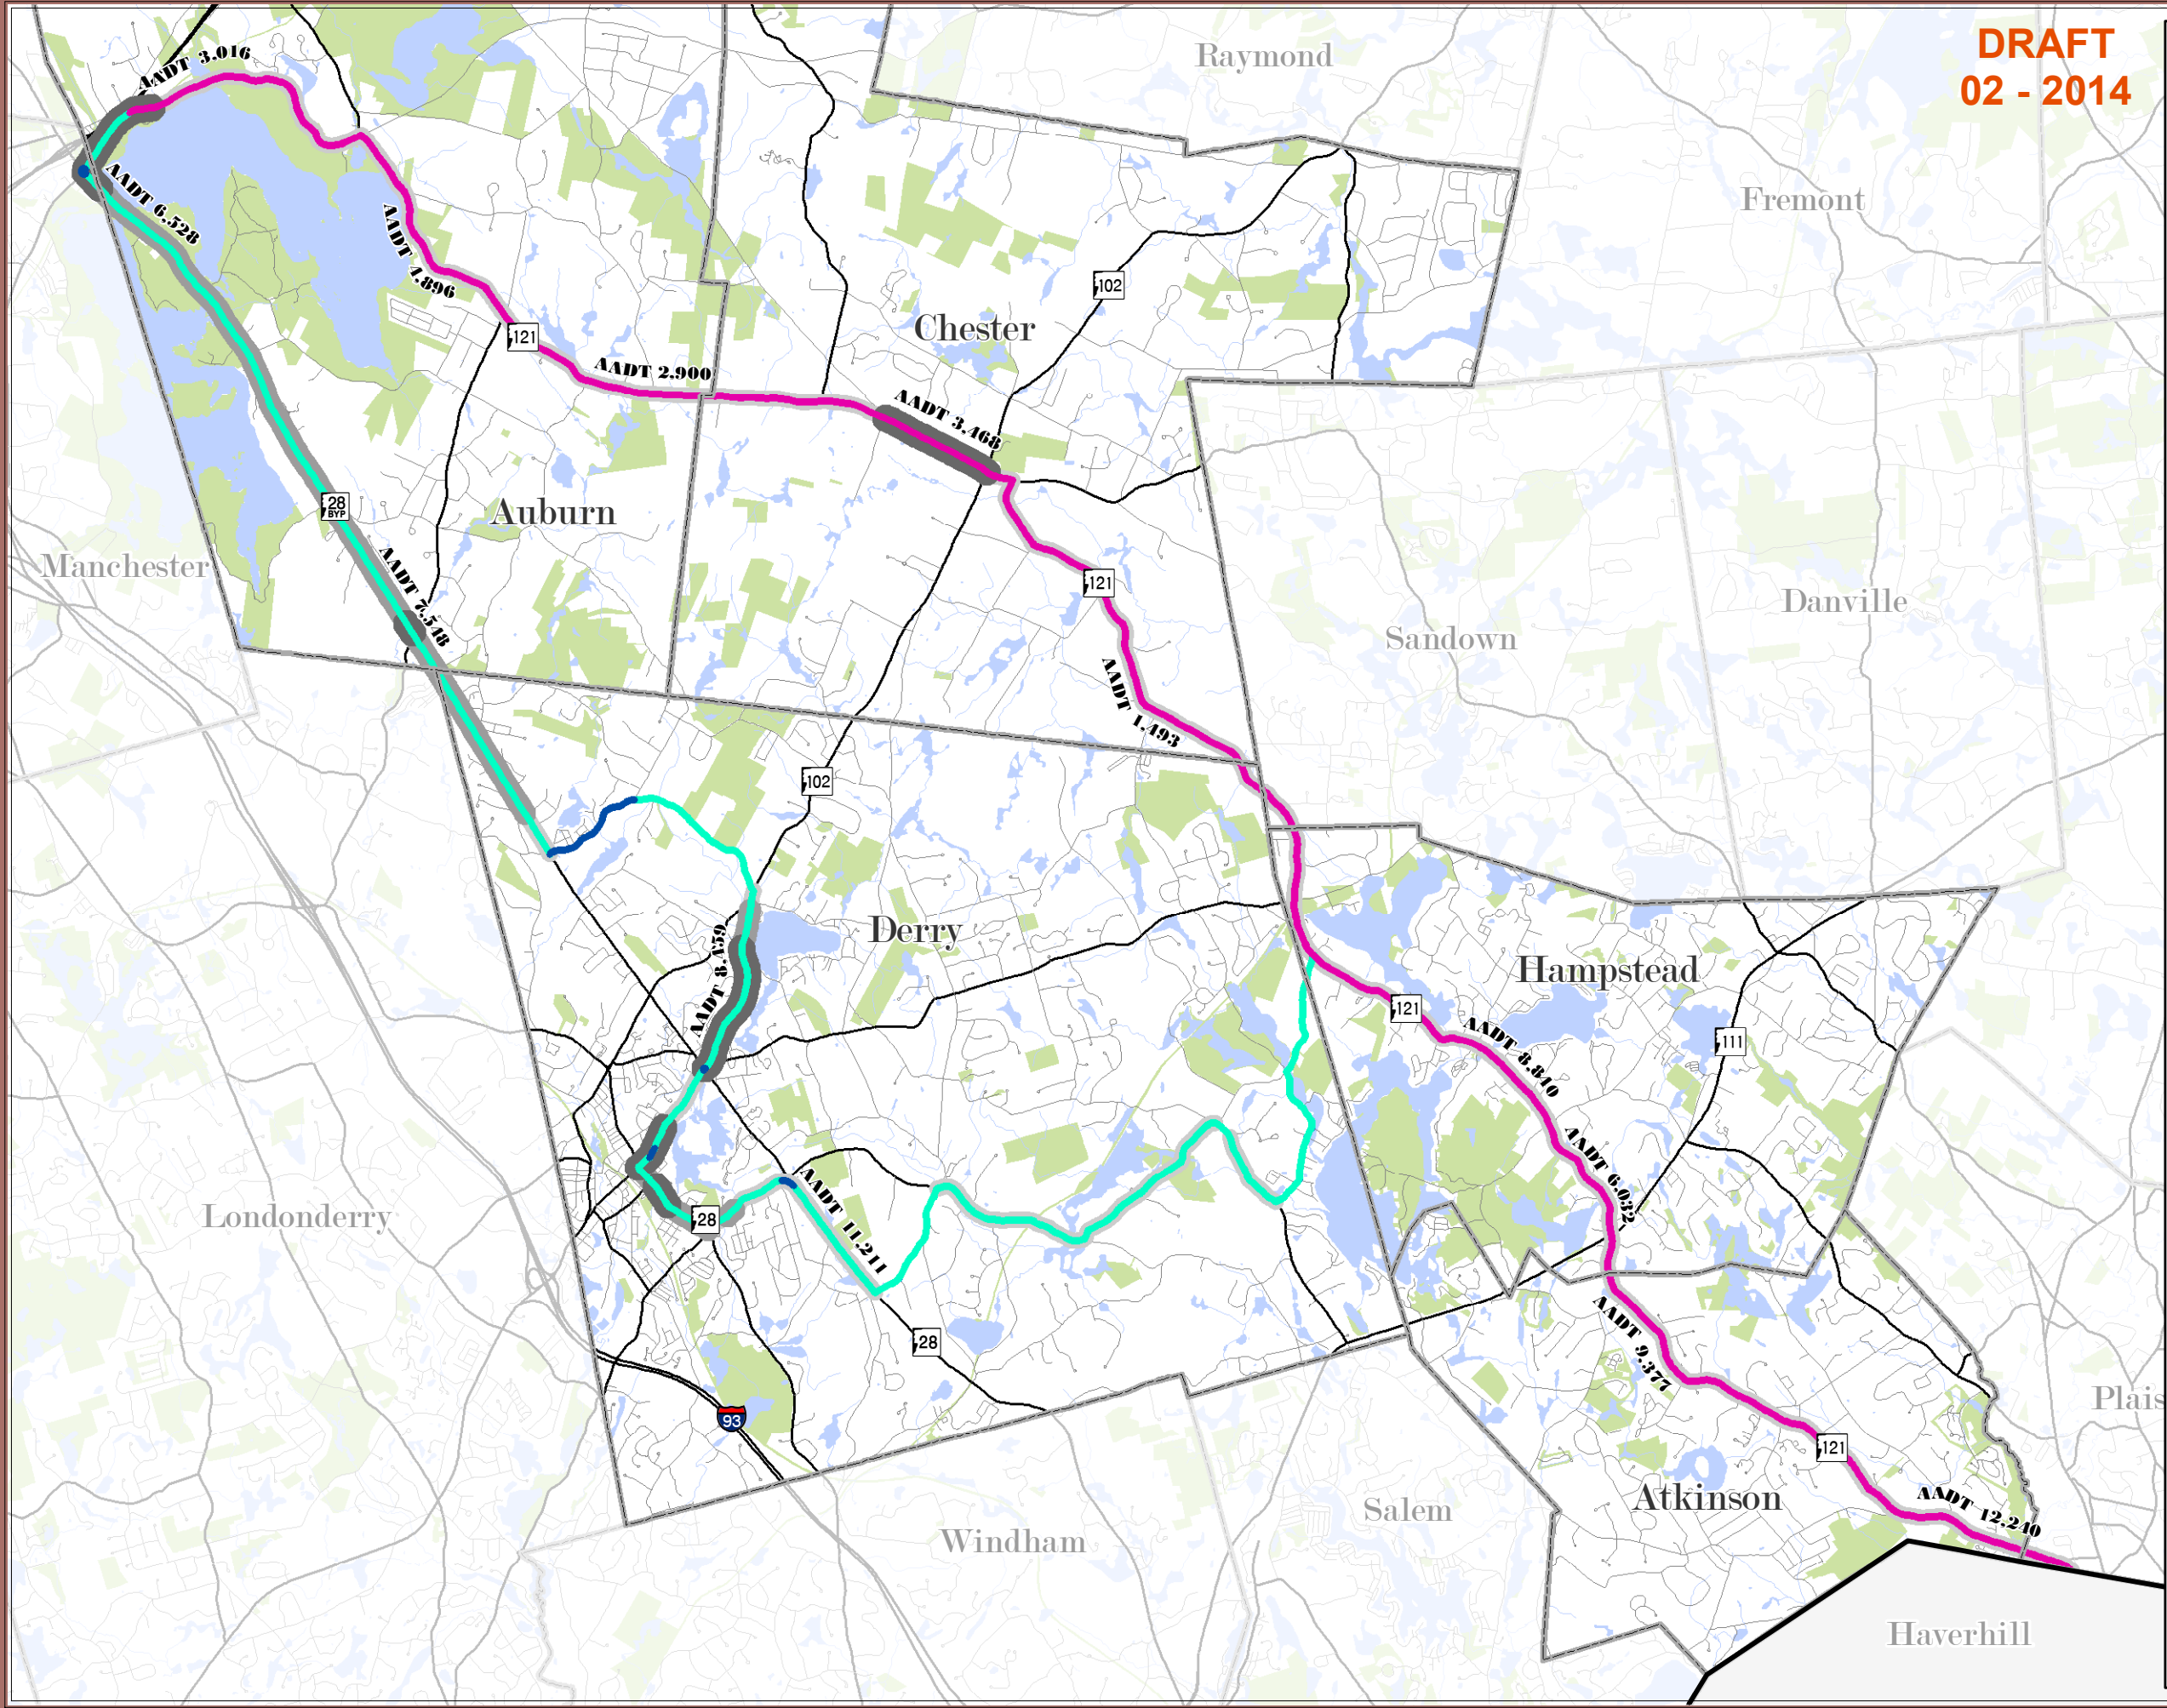 DRAFT
02 - 2014
Raymond
AADT 3,016
AADT 6,528
Fremont
AADT 4,896
102
Chester
121
AADT 2,900
AADT 3,468
28
BYP
Auburn
Manchester
AADT 7,548
121
Danville
Sandown
AADT 1,493
102
Derry
AADT 8,459
Hampstead
121
111
AADT 8,840
AADT 6,032
Londonderry
28
AADT 11,211
AADT 9,377
28
Plais
93
121
Atkinson
AADT 12,240
Salem
Windham
Haverhill